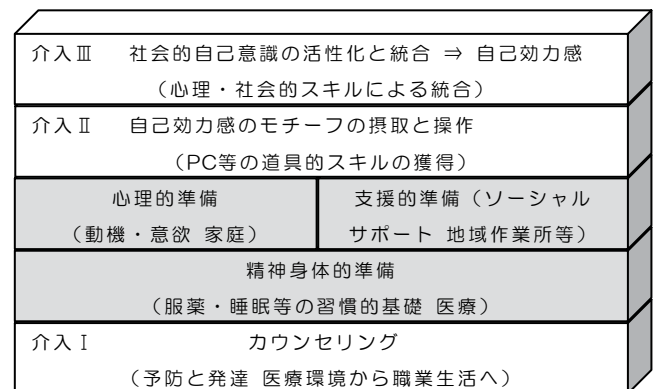 介入Ⅲ 社会的自己意識の活性化と統合 ⇒ 自己効力感
（心理・社会的スキルによる統合）
介入Ⅱ 自己効力感のモチーフの摂取と操作
（PC等の道具的スキルの獲得）
心理的準備
（動機・意欲 家庭）
支援的準備（ソーシャル
サポート 地域作業所等）
精神身体的準備
（服薬・睡眠等の習慣的基礎 医療）
介入Ⅰ カウンセリング
（予防と発達 医療環境から職業生活へ）